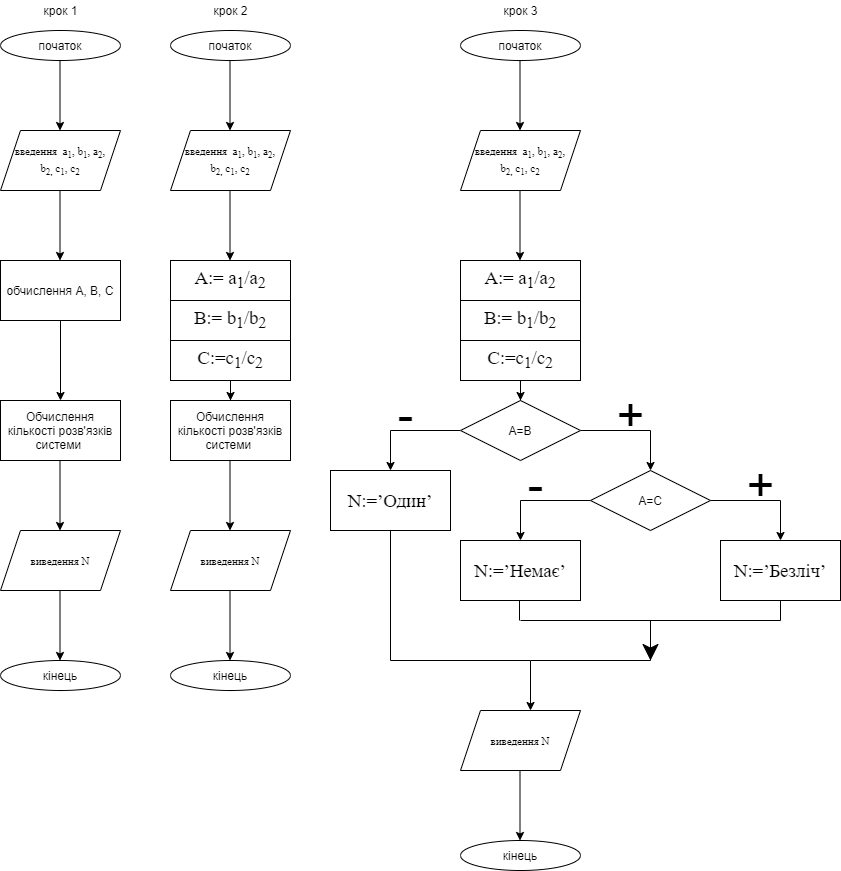 крок 1
початок
введення a₁, b₁, a₂,
b₂, c₁, c₂
обчислення А, В, С
Обчислення
кількості розв'язків
системи
виведення N
кінець
крок 2
початок
введення a₁, b₁, a₂,
b₂, c₁, c₂
A:= a₁/a₂
B:= b₁/b₂
C:=c₁/c₂
Обчислення
кількості розв'язків
системи
виведення N
кінець
крок 3
початок
введення a₁, b₁, a₂,
b₂, c₁, c₂
A:= a₁/a₂
B:= b₁/b₂
C:=c₁/c₂
- +
A=B
N:=’Один’
- +
A=C
N:=’Немає’
N:=’Безліч’
виведення N
кінець